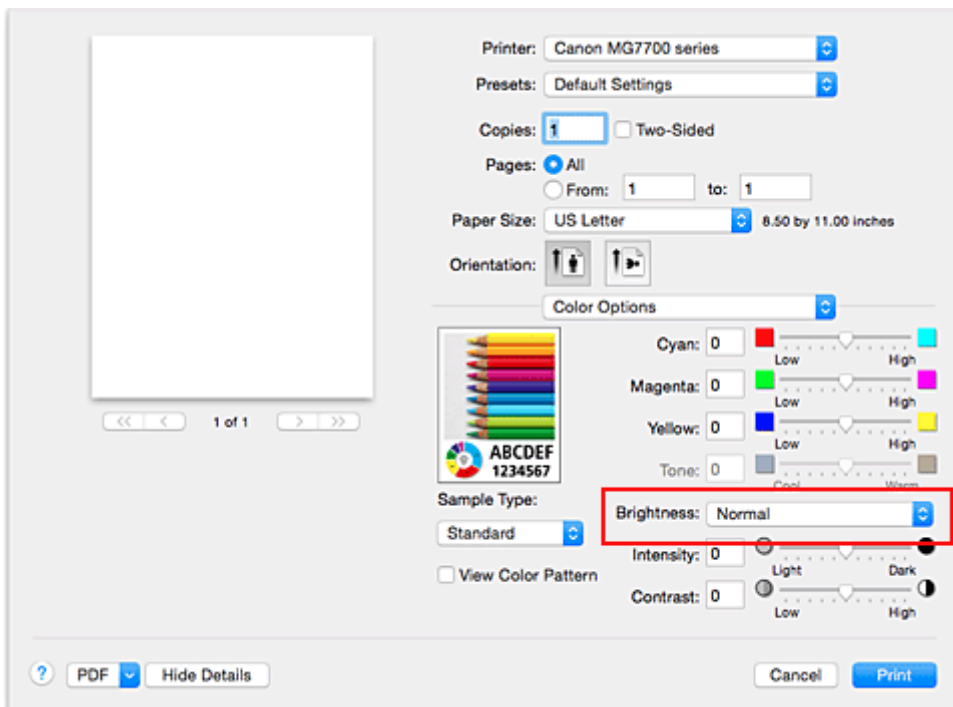 Printer: Canon MG7700 series
Presets: Default Settings
Copies: 1 Two-Sided
Pages: All
From: 1 to: 1
Paper Size: US Letter 8.50 by 11.00 inches
Orientation:
Color Options
Cyan: 0
Low High
Magenta: 0
Low High
Yellow: 0
Low High
Tone: 0
Cool Warm
ABCDEF
1234567
Sample Type:
Standard
View Color Pattern
Brightness: Normal
Intensity: 0
Light Dark
Contrast: 0
Low High
<< < 1 of 1 > >>
? PDF Hide Details Cancel Print